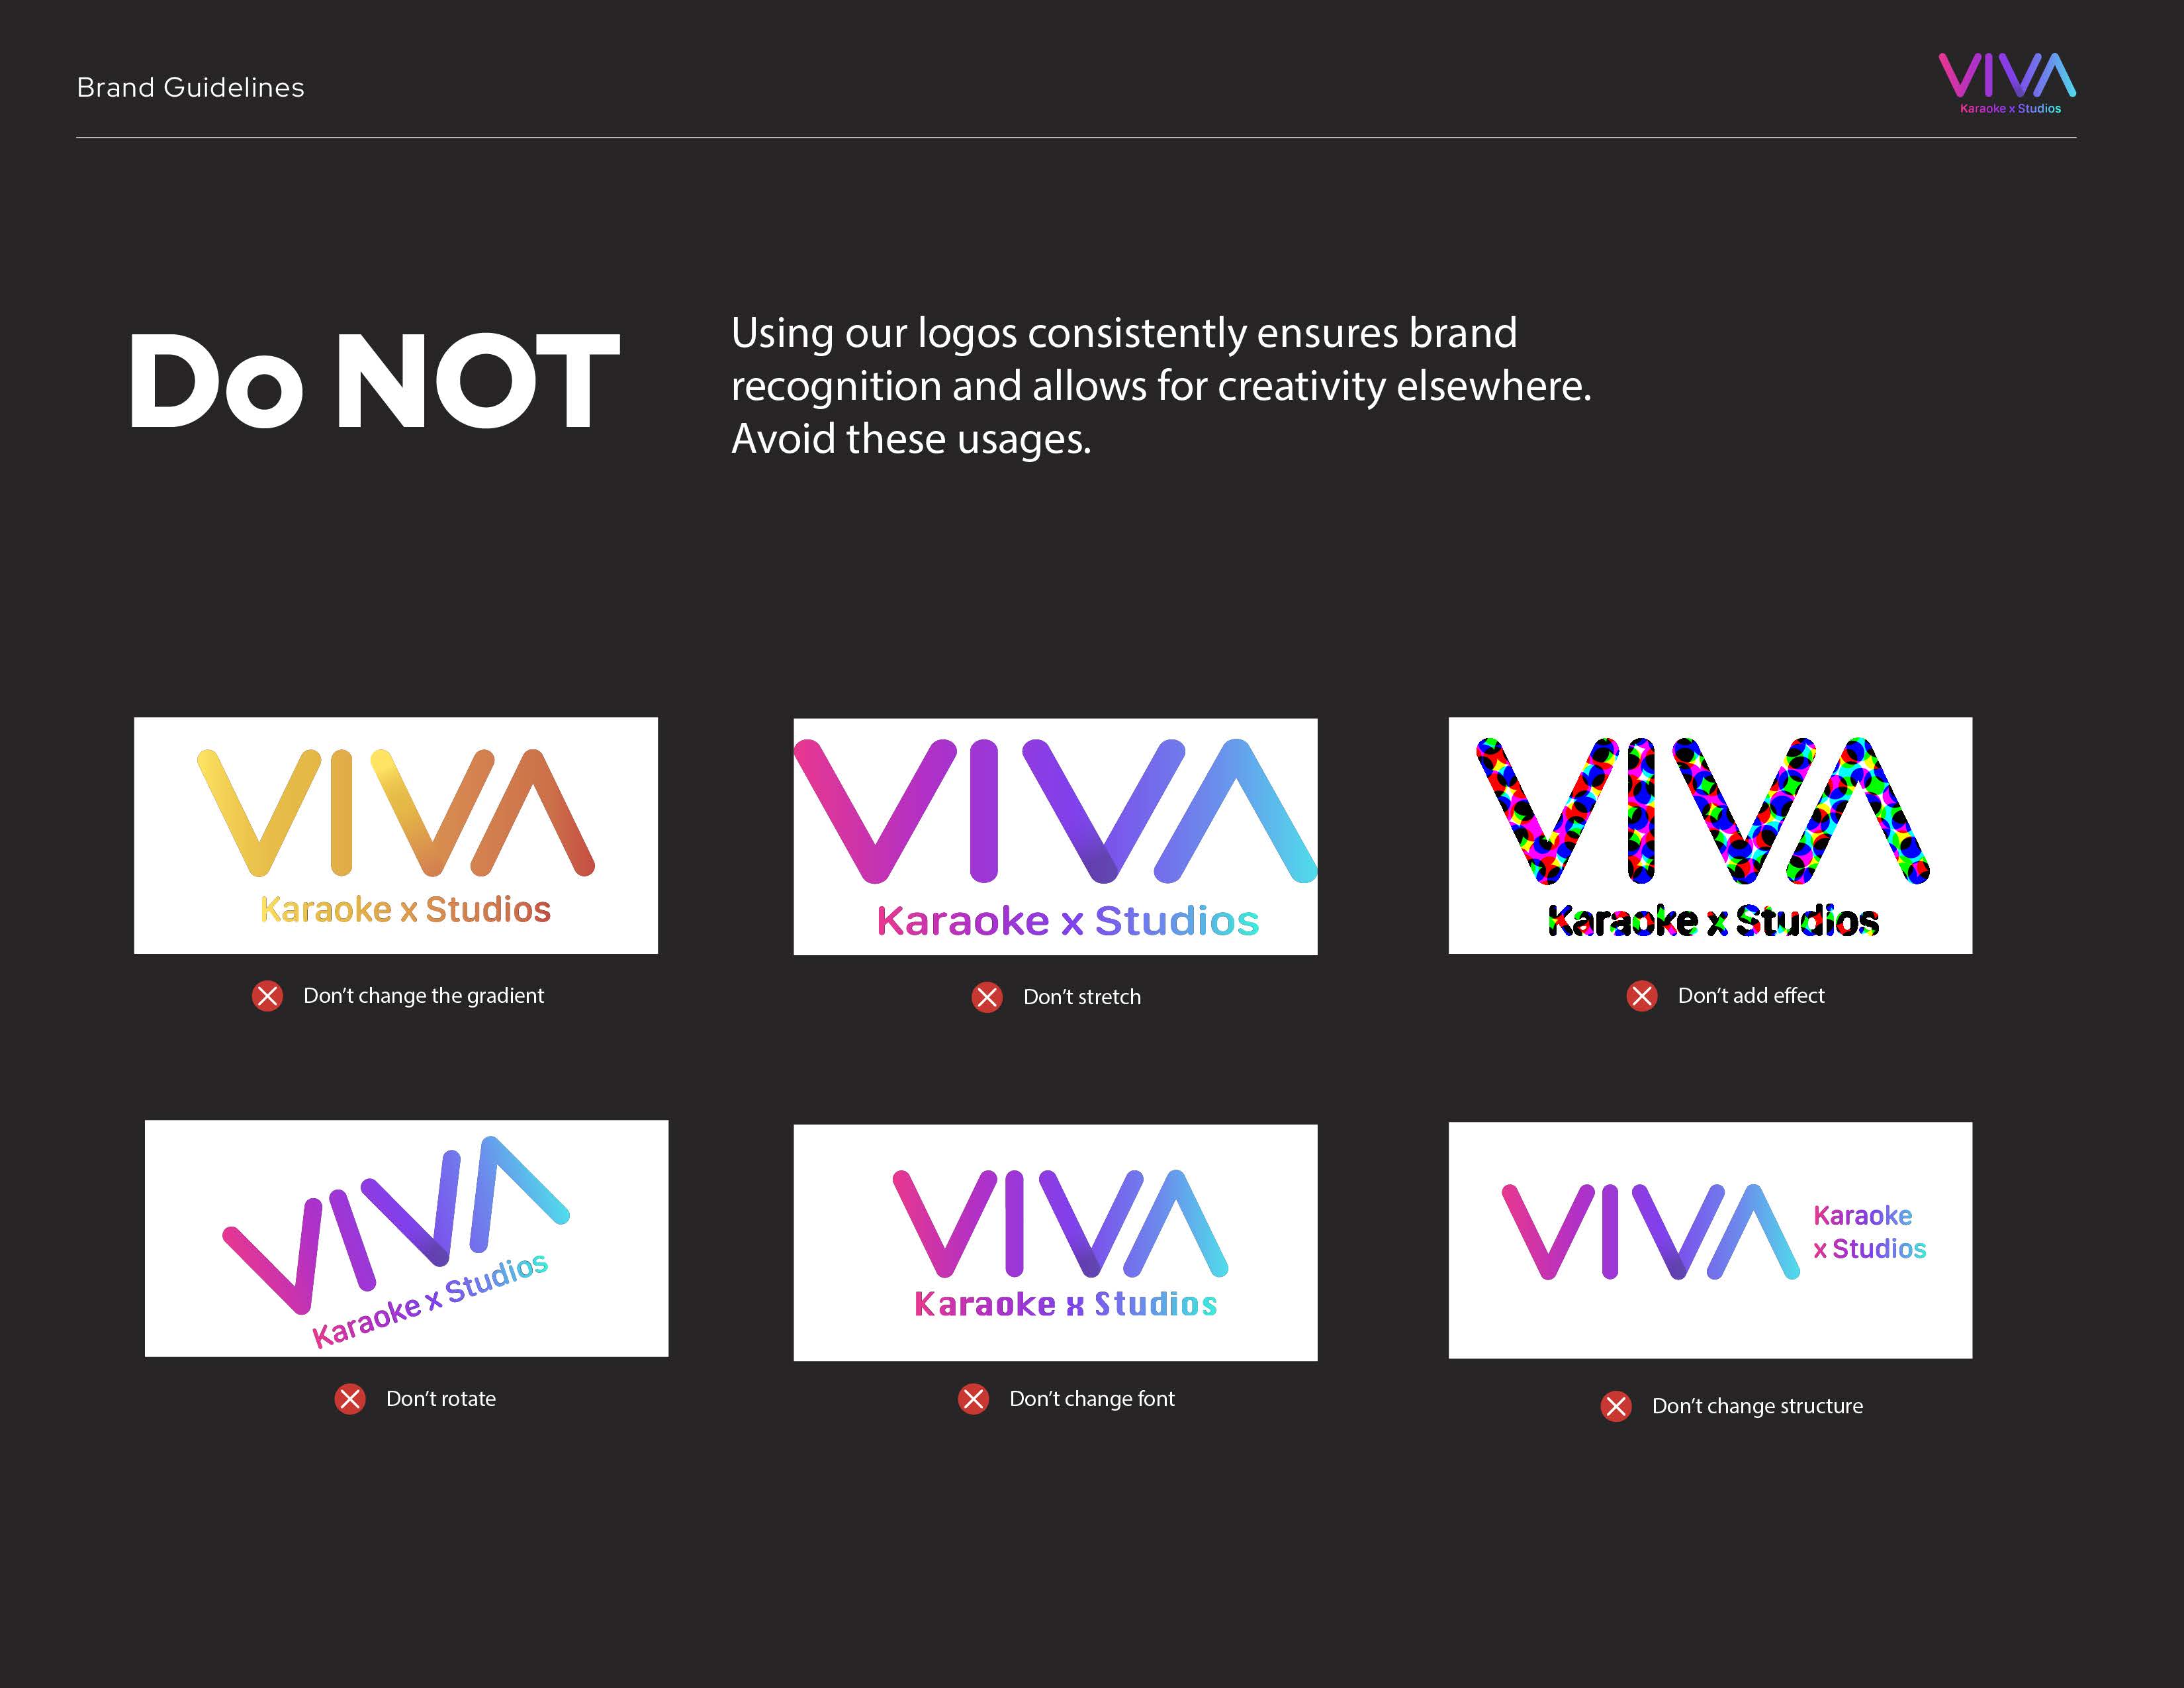 Brand Guidelines
VIVA
Karaoke x Studios
Do NOT
Using our logos consistently ensures brand
recognition and allows for creativity elsewhere.
Avoid these usages.
VIVA
Karaoke x Studios
Don't change the gradient
VIVA
Karaoke x Studios
Don't stretch
VIVA
Karaoke x Studios
Don't add effect
VIVA
Karaoke x Studios
Don't rotate
VIVA
Karaoke x Studios
Don't change font
VIVA
Karaoke
x Studios
Don't change structure